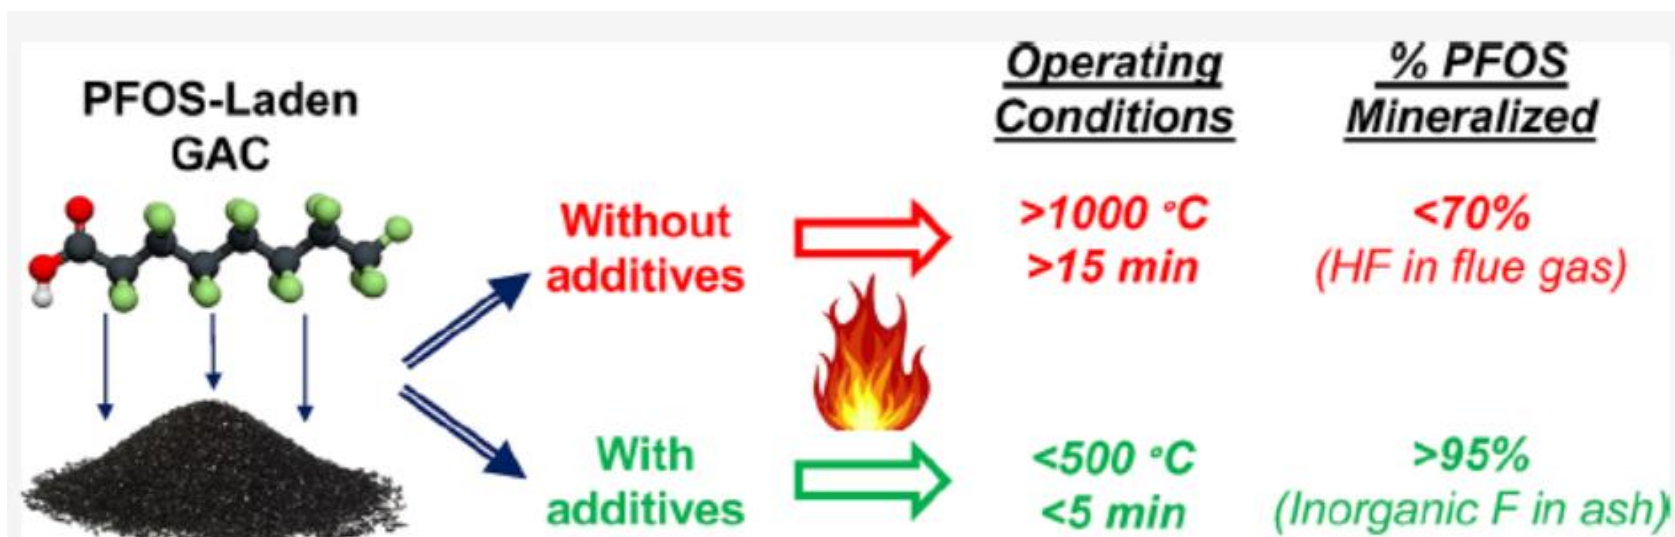 PFOS-Laden
GAC
Operating
Conditions
% PFOS
Mineralized
Without
additives
>1000 °C
>15 min
<70%
(HF in flue gas)
With
additives
<500 °C
<5 min
>95%
(Inorganic F in ash)